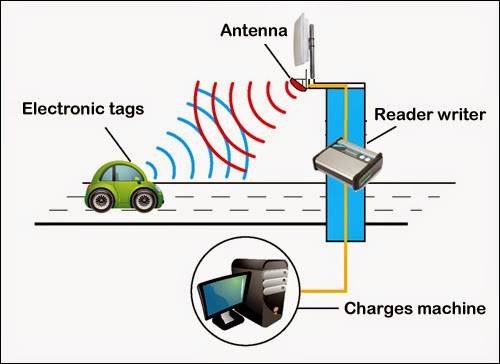 Antenna
Electronic tags
Reader writer
Charges machine